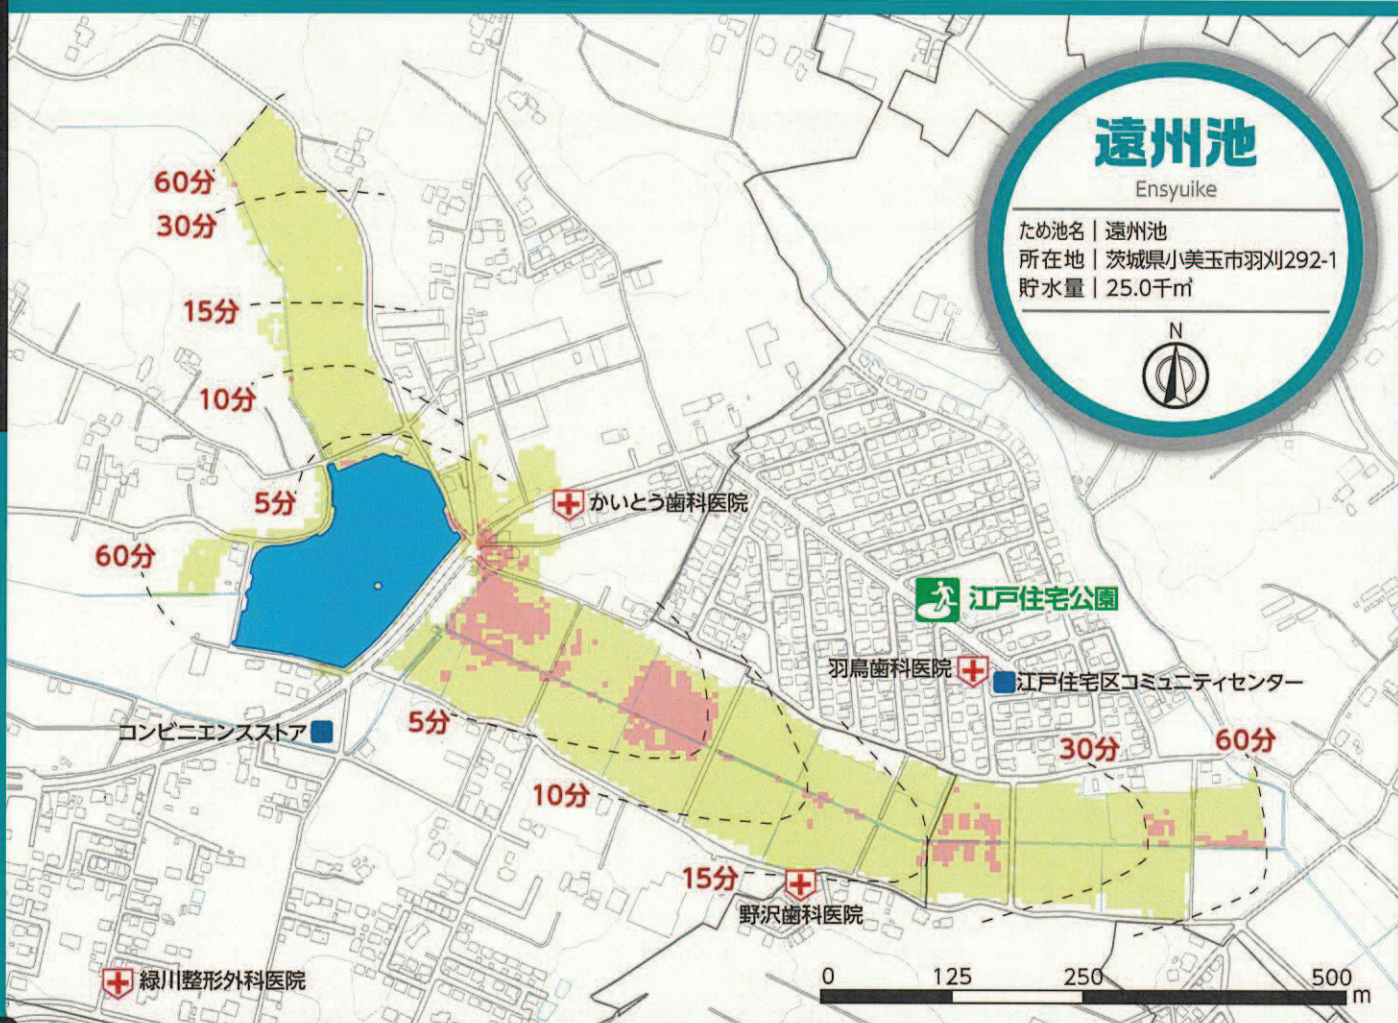 遠州池
Ensyuike
ため池名｜遠州池
所在地｜茨城県小美玉市羽刈292-1
貯水量｜25.0千㎥
N
60分
30分
15分
10分
5分
60分
かいとう歯科医院
江戸住宅公園
羽鳥歯科医院
江戸住宅区コミュニティセンター
コンビニエンスストア
5分
30分
60分
10分
15分
野沢歯科医院
緑川整形外科医院
0 125 250 500
m